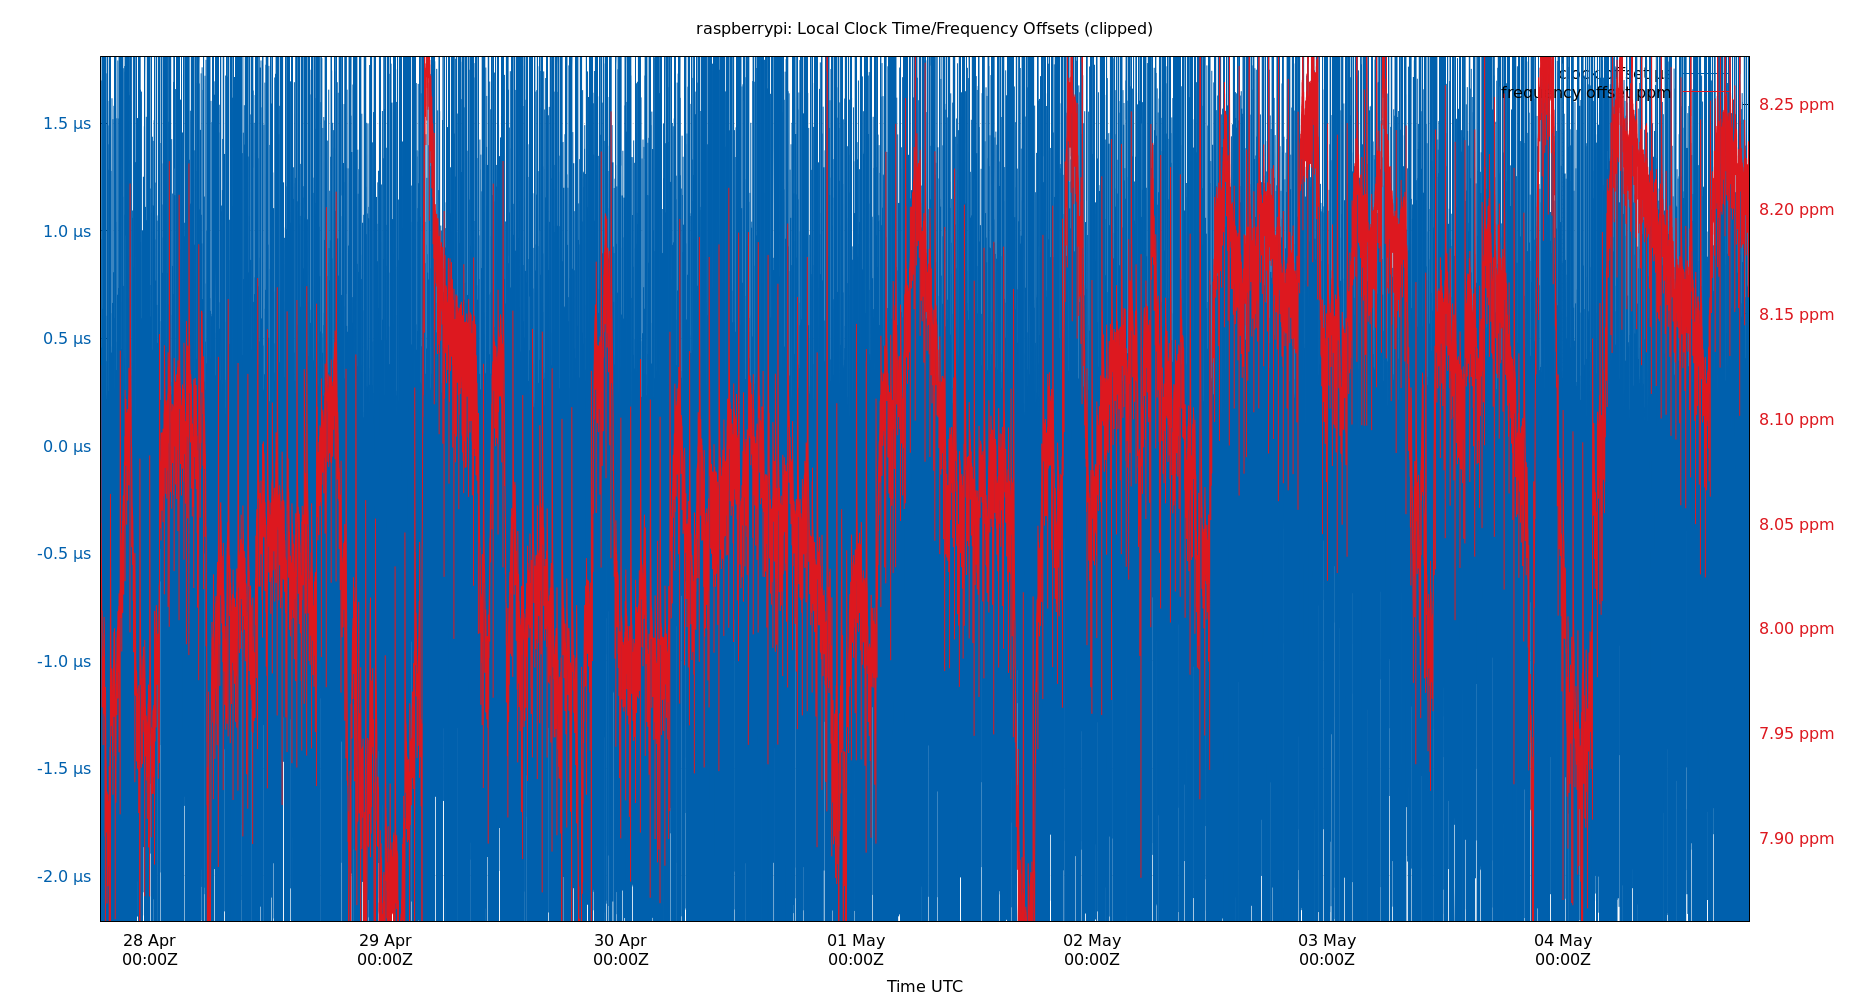 raspberrypi: Local Clock Time/Frequency Offsets (clipped)
clock offset µs
frequency offset ppm
1.5 µs
1.0 µs
0.5 µs
0.0 µs
-0.5 µs
-1.0 µs
-1.5 µs
-2.0 µs
8.25 ppm
8.20 ppm
8.15 ppm
8.10 ppm
8.05 ppm
8.00 ppm
7.95 ppm
7.90 ppm
28 Apr
00:00Z
29 Apr
00:00Z
30 Apr
00:00Z
01 May
00:00Z
02 May
00:00Z
03 May
00:00Z
04 May
00:00Z
Time UTC